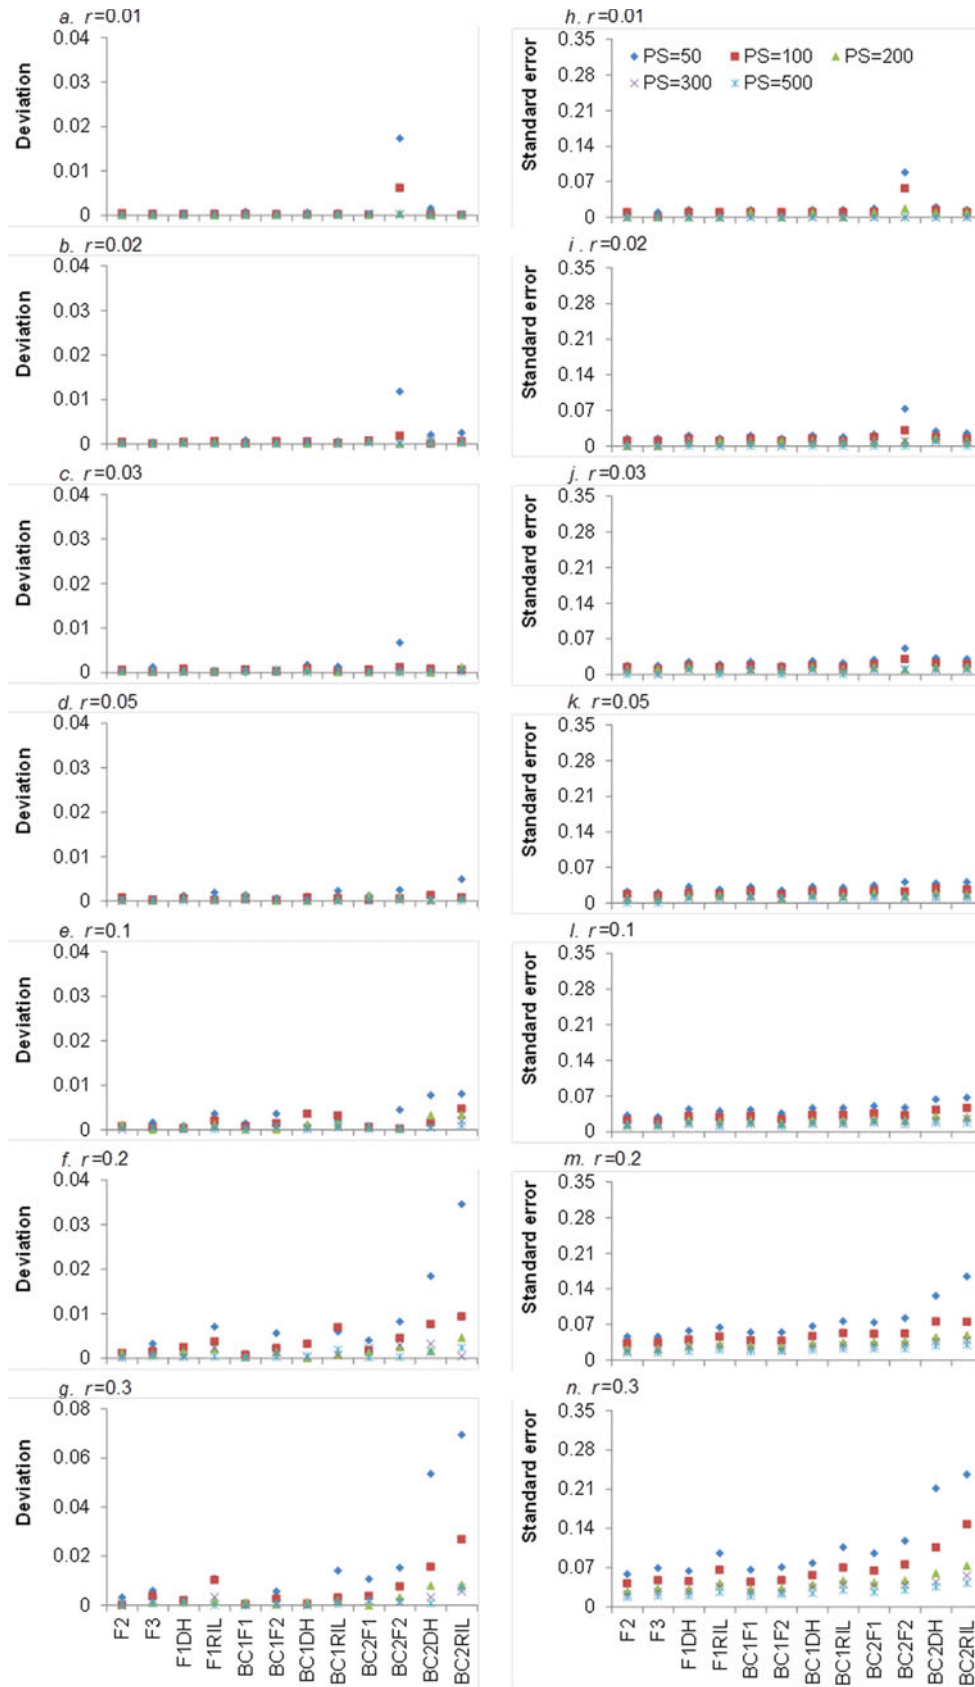 a. r=0.01
0.04
0.03
0.02
0.01
0
Deviation
b. r=0.02
0.04
0.03
0.02
0.01
0
Deviation
c. r=0.03
0.04
0.03
0.02
0.01
0
Deviation
d. r=0.05
0.04
0.03
0.02
0.01
0
Deviation
e. r=0.1
0.04
0.03
0.02
0.01
0
Deviation
f. r=0.2
0.04
0.03
0.02
0.01
0
Deviation
g. r=0.3
0.08
0.06
0.04
0.02
0
Deviation
F2
F3
F1DH
F1RIL
BC1F1
BC1F2
BC1DH
BC1RIL
BC2F1
BC2F2
BC2DH
BC2RIL
h. r=0.01
0.35
0.28
0.21
0.14
0.07
0
Standard error
PS=50 PS=100 PS=200
PS=300 PS=500
i. r=0.02
0.35
0.28
0.21
0.14
0.07
0
Standard error
j. r=0.03
0.35
0.28
0.21
0.14
0.07
0
Standard error
k. r=0.05
0.35
0.28
0.21
0.14
0.07
0
Standard error
l. r=0.1
0.35
0.28
0.21
0.14
0.07
0
Standard error
m. r=0.2
0.35
0.28
0.21
0.14
0.07
0
Standard error
n. r=0.3
0.35
0.28
0.21
0.14
0.07
0
Standard error
F2
F3
F1DH
F1RIL
BC1F1
BC1F2
BC1DH
BC1RIL
BC2F1
BC2F2
BC2DH
BC2RIL